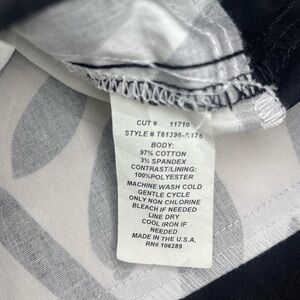 CUT # 11710
STYLE # T61396-A175
BODY:
97% COTTON
3% SPANDEX
CONTRAST/LINING:
100%POLYESTER
MACHINE WASH COLD
GENTLE CYCLE
ONLY NON CHLORINE
BLEACH IF NEEDED
LINE DRY
COOL IRON IF
NEEDED
MADE IN THE U.S.A.
RN# 106289